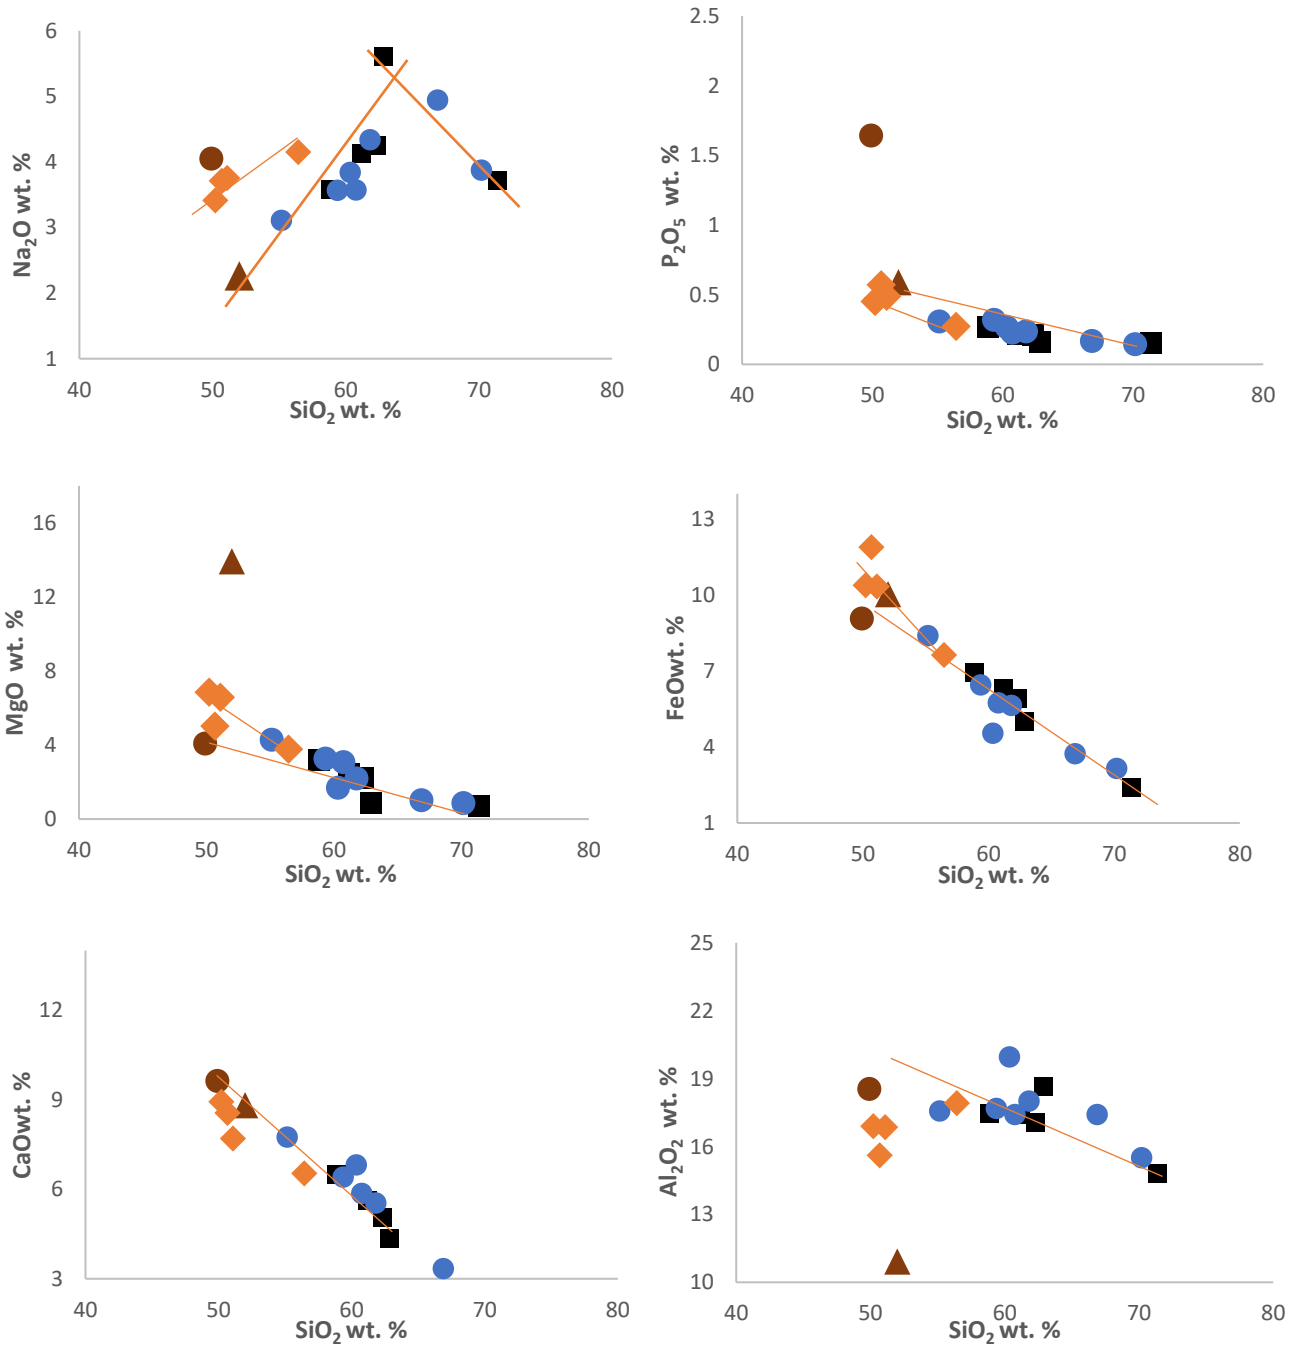 6
5
4
3
2
1
40 50 60 70 80
Na₂O wt. %
SiO₂ wt. %
2.5
2
1.5
1
0.5
0
40 50 60 70 80
P₂O₅ wt. %
SiO₂ wt. %
16
12
8
4
0
40 50 60 70 80
MgO wt. %
SiO₂ wt. %
13
10
7
4
1
40 50 60 70 80
FeOwt. %
SiO₂ wt. %
12
9
6
3
40 50 60 70 80
CaOwt. %
SiO₂ wt. %
25
22
19
16
13
10
40 50 60 70 80
Al₂O₂ wt. %
SiO₂ wt. %